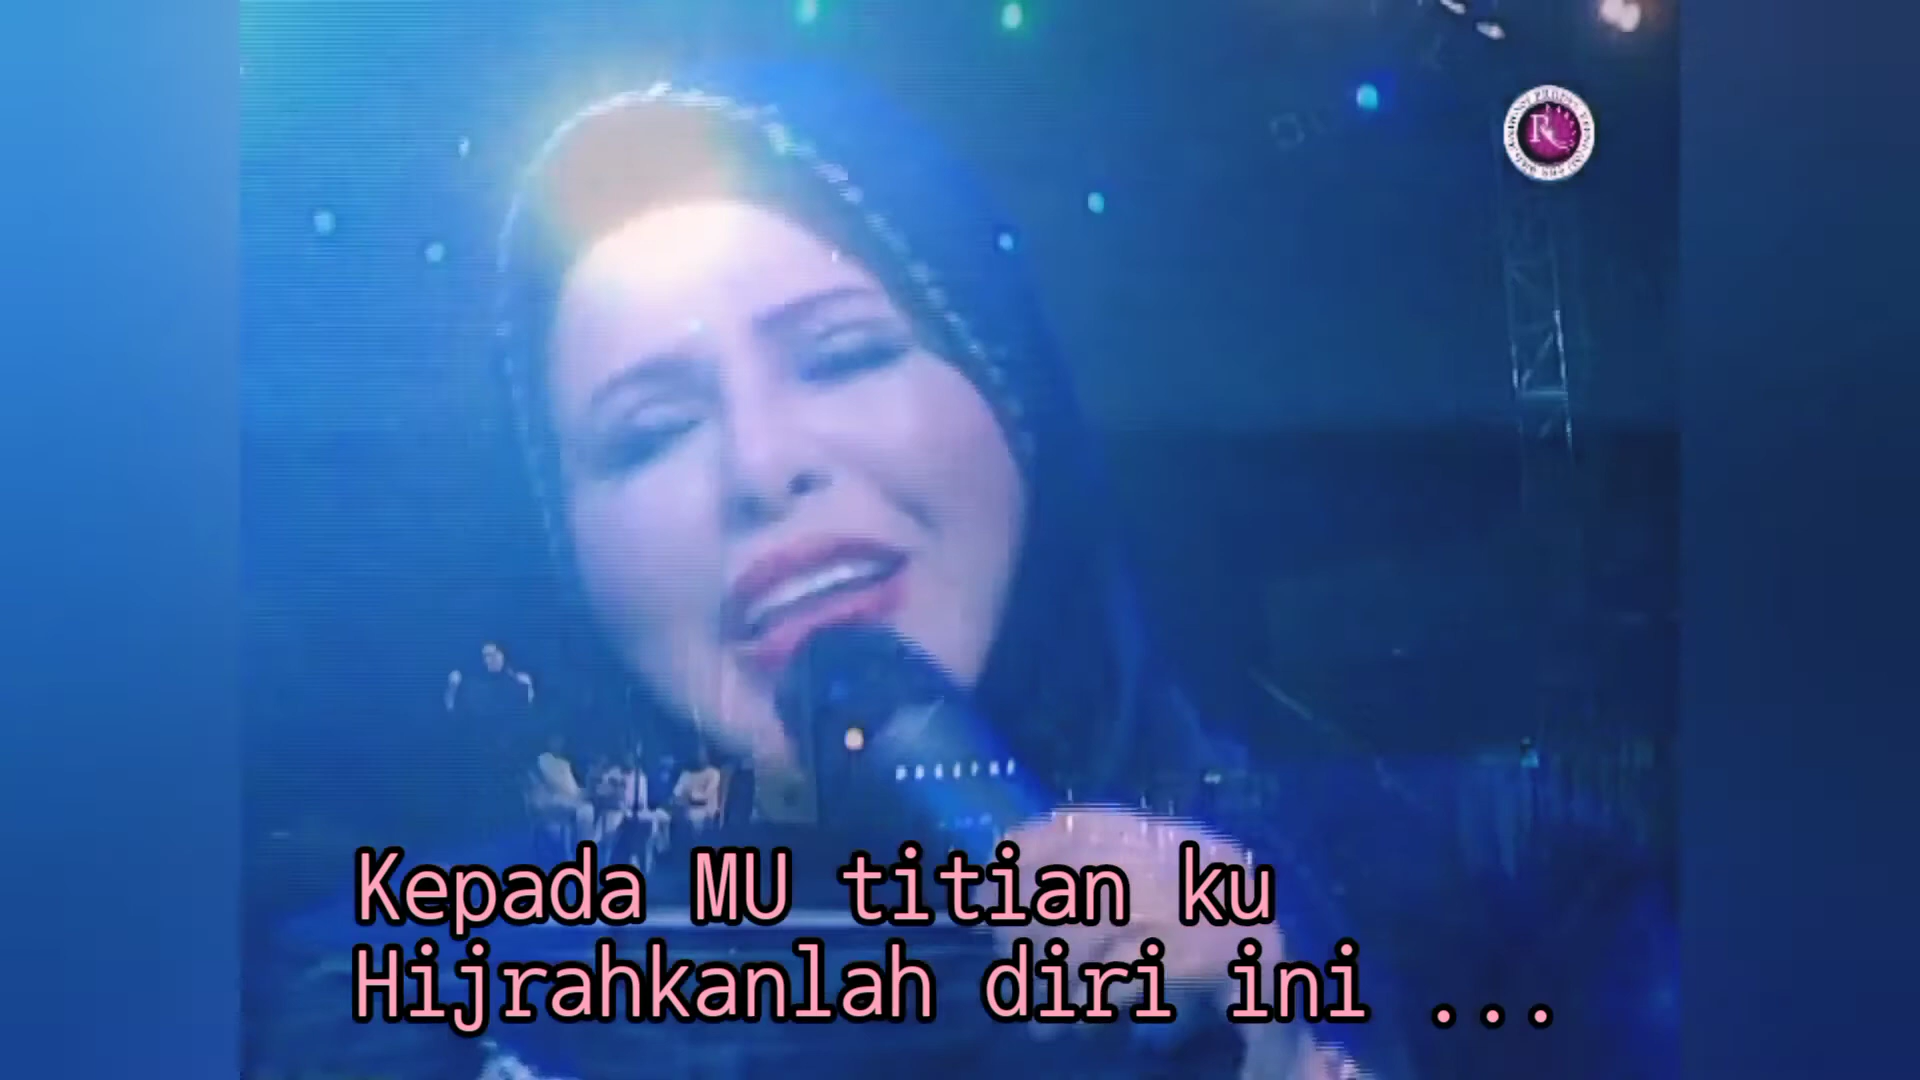 Kepada MU titian ku
Hijrahkanlah diri ini ...